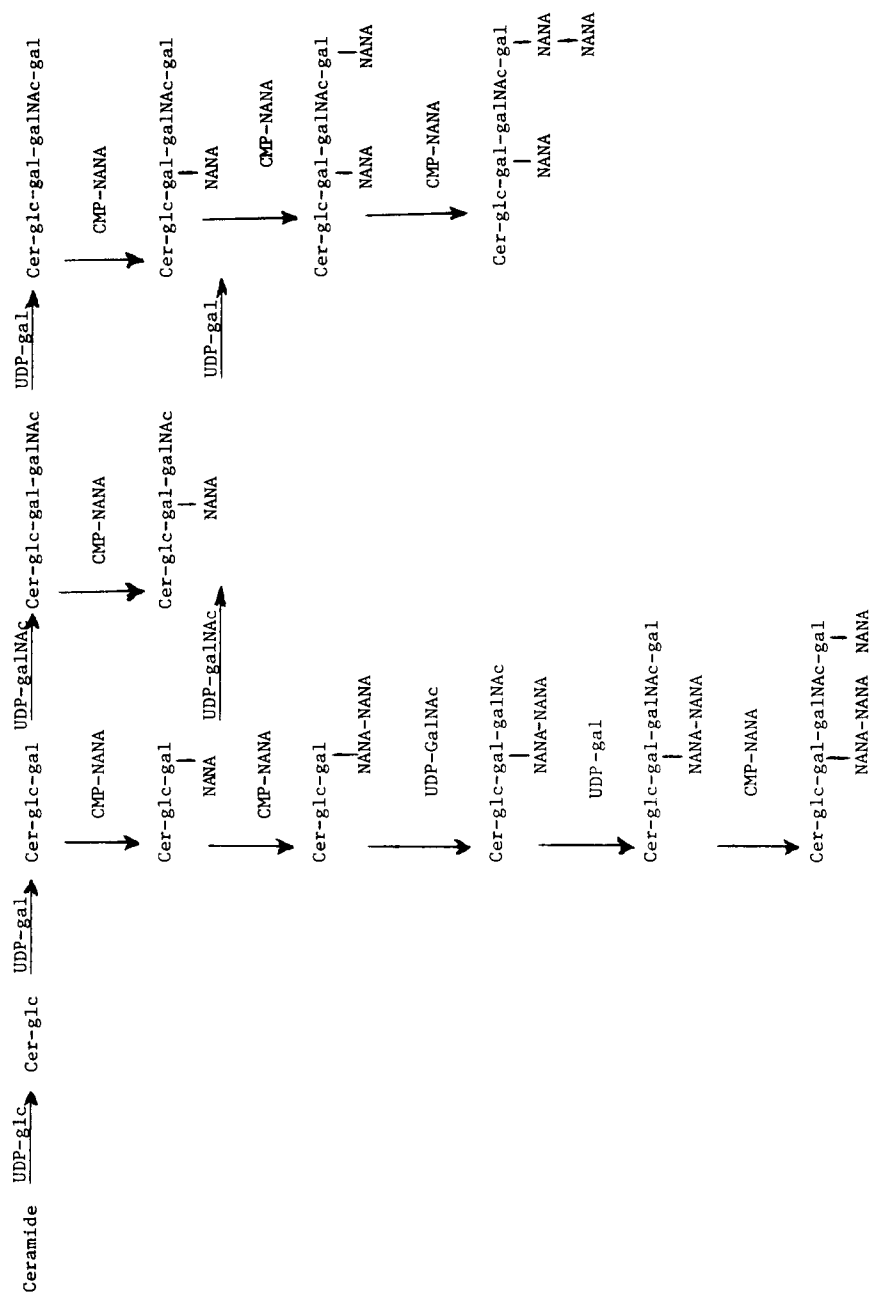 Ceramide UDP-glc Cer-glc UDP-gal Cer-glc-gal UDP-galNAc Cer-glc-gal-galNAc UDP-gal Cer-glc-gal-galNAc-gal
CMP-NANA CMP-NANA CMP-NANA
Cer-glc-gal Cer-glc-gal-galNAc Cer-glc-gal-galNAc-gal
NANA NANA NANA
UDP-galNAc UDP-gal
CMP-NANA CMP-NANA
Cer-glc-gal Cer-glc-gal-galNAc-gal
NANA-NANA NANA NANA
UDP-GalNAc CMP-NANA
Cer-glc-gal-galNAc Cer-glc-gal-galNAc-gal
NANA-NANA NANA NANA
NANA
UDP-gal
Cer-glc-gal-galNAc-gal
NANA-NANA
CMP-NANA
Cer-glc-gal-galNAc-gal
NANA-NANA NANA